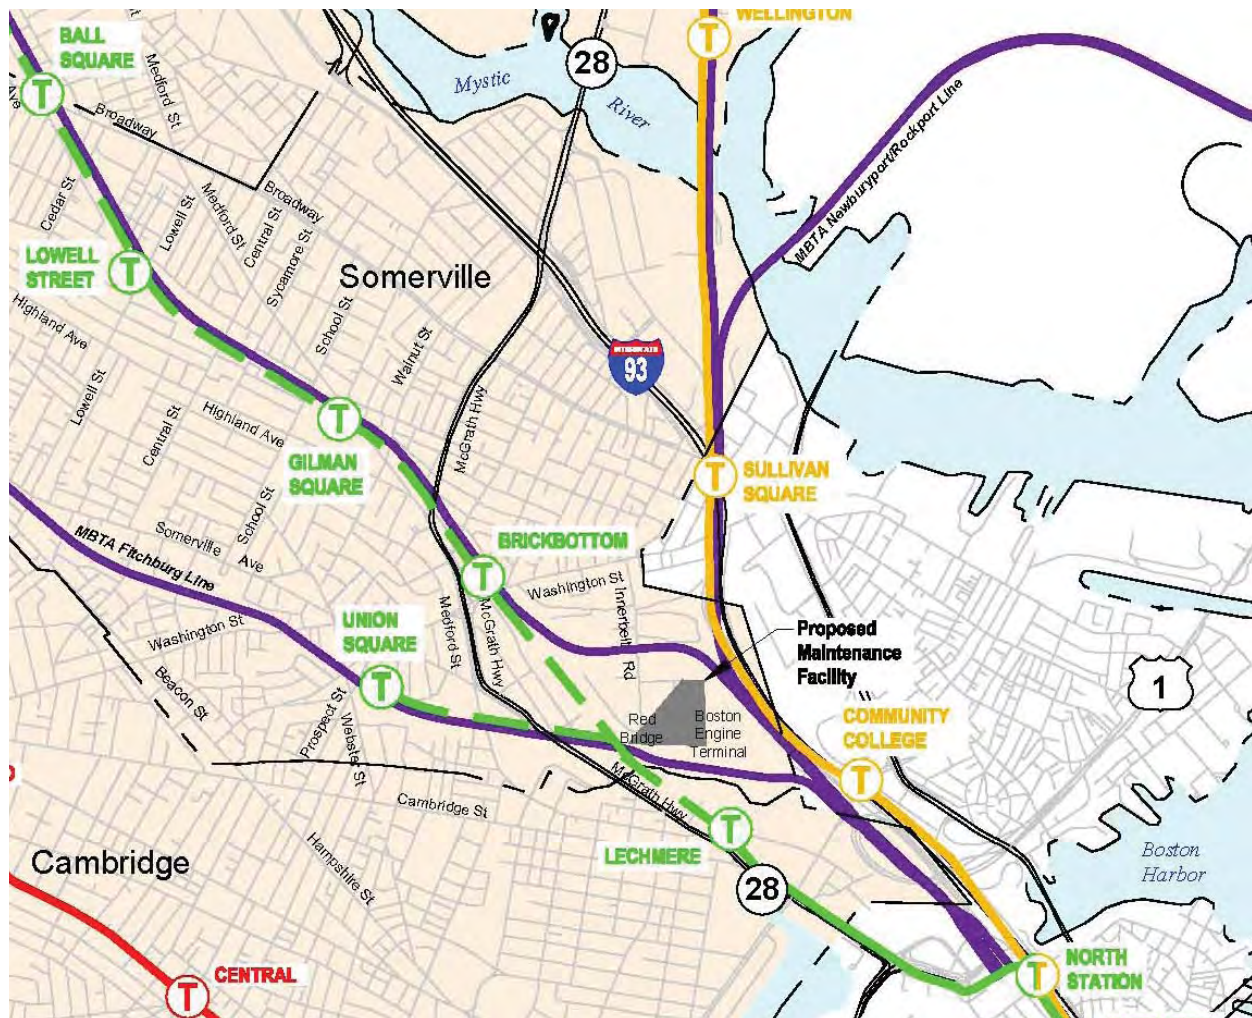 WELLINGTON
T
BALL
SQUARE
T
28
Mystic
River
Medford St
Ave
Broadway
MBTA Newburyport/Rockport Line
Cedar St
Lowell St
Medford St
Central St
Broadway
Sycamore St
LOWELL
STREET
T
Somerville
Highland Ave
School St
Walnut St
INTERSTATE
93
Lowell St
Central St
Highland Ave
T
McGrath Hwy
GILMAN
SQUARE
T
SULLIVAN
SQUARE
School St
Somerville
Ave
MBTA Fitchburg Line
BRICKBOTTOM
T
Washington St
Innerbelt Rd
UNION
SQUARE
Medford St
McGrath Hwy
Washington St
T
Proposed
Maintenance
Facility
1
Beacon St
Prospect St
Webster St
Red
Bridge
Boston
Engine
Terminal
COMMUNITY
COLLEGE
T
McGrath Hwy
Cambridge St
T
LECHMERE
Hampshire St
Cambridge
28
Boston
Harbor
CENTRAL
T
NORTH
STATION
T